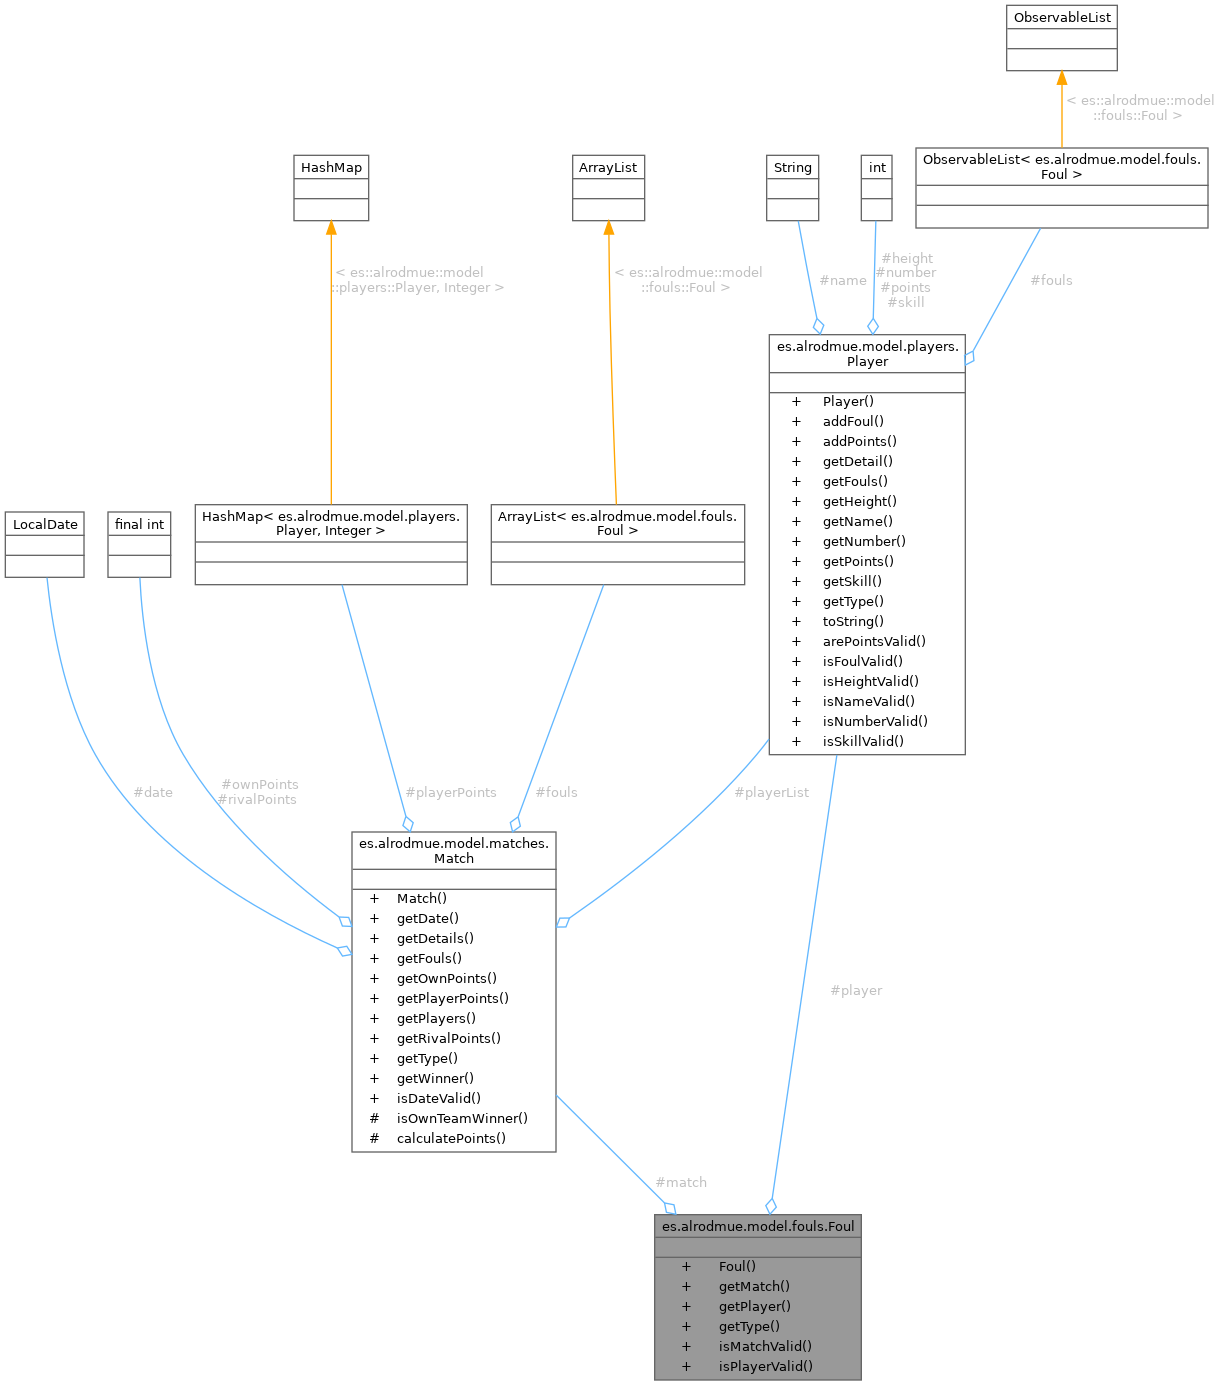 ObservableList
< es::alrodmue::model
::fouls::Foul >
HashMap
ArrayList
String
int
ObservableList< es.alrodmue.model.fouls.
Foul >
< es::alrodmue::model
::players::Player, Integer >
< es::alrodmue::model
::fouls::Foul >
#name
#height
#number
#points
#skill
#fouls
es.alrodmue.model.players.
Player
+ Player()
+ addFoul()
+ addPoints()
+ getDetail()
+ getFouls()
+ getHeight()
+ getName()
+ getNumber()
+ getPoints()
+ getSkill()
+ getType()
+ toString()
+ arePointsValid()
+ isFoulValid()
+ isHeightValid()
+ isNameValid()
+ isNumberValid()
+ isSkillValid()
LocalDate
final int
HashMap< es.alrodmue.model.players.
Player, Integer >
ArrayList< es.alrodmue.model.fouls.
Foul >
#date
#ownPoints
#rivalPoints
#playerPoints
#fouls
#playerList
es.alrodmue.model.matches.
Match
+ Match()
+ getDate()
+ getDetails()
+ getFouls()
+ getOwnPoints()
+ getPlayerPoints()
+ getPlayers()
+ getRivalPoints()
+ getType()
+ getWinner()
+ isDateValid()
# isOwnTeamWinner()
# calculatePoints()
#player
#match
es.alrodmue.model.fouls.Foul
+ Foul()
+ getMatch()
+ getPlayer()
+ getType()
+ isMatchValid()
+ isPlayerValid()